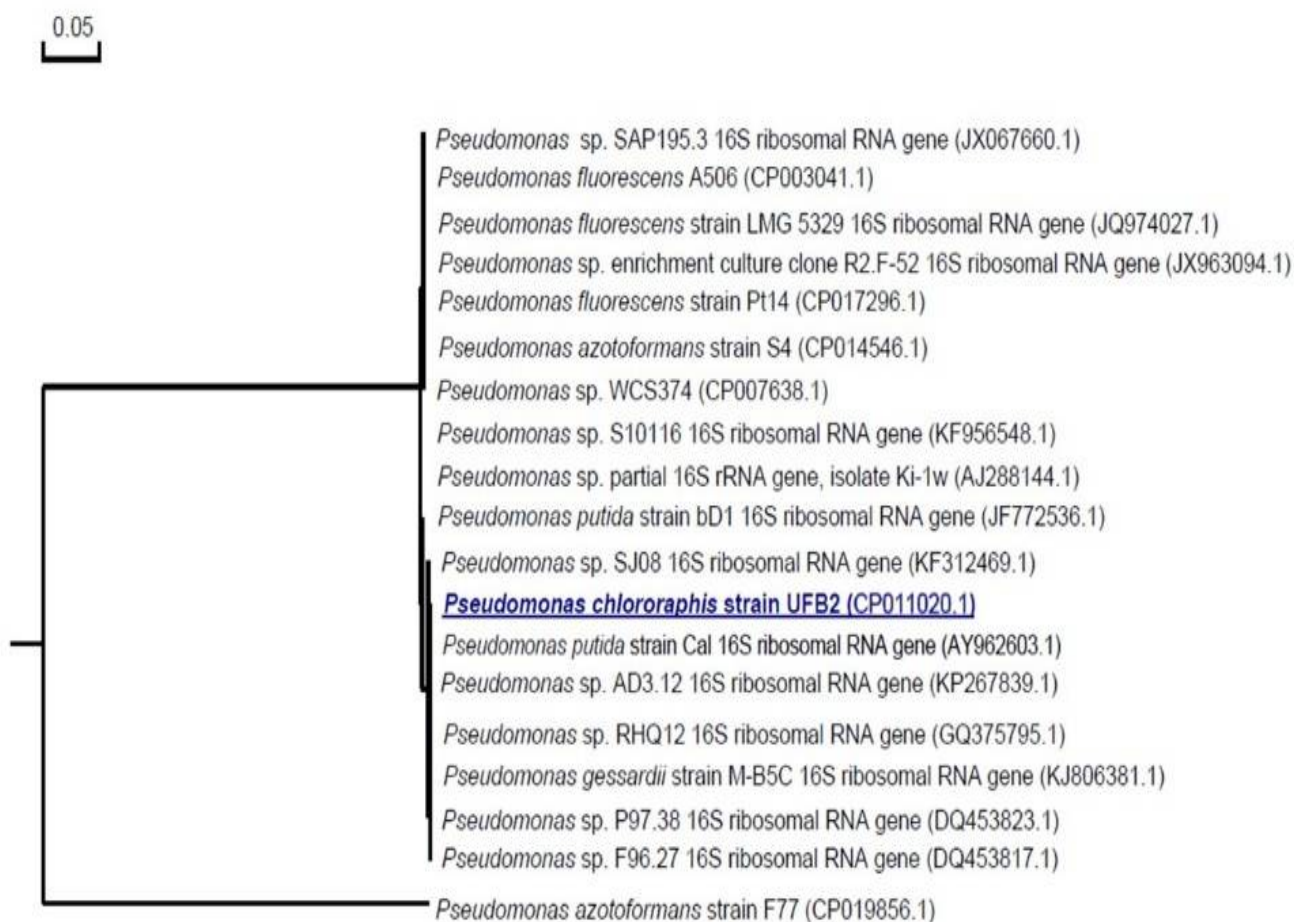 0.05
Pseudomonas sp. SAP195.3 16S ribosomal RNA gene (JX067660.1)
Pseudomonas fluorescens A506 (CP003041.1)
Pseudomonas fluorescens strain LMG 5329 16S ribosomal RNA gene (JQ974027.1)
Pseudomonas sp. enrichment culture clone R2.F-52 16S ribosomal RNA gene (JX963094.1)
Pseudomonas fluorescens strain Pt14 (CP017296.1)
Pseudomonas azotoformans strain S4 (CP014546.1)
Pseudomonas sp. WCS374 (CP007638.1)
Pseudomonas sp. S10116 16S ribosomal RNA gene (KF956548.1)
Pseudomonas sp. partial 16S rRNA gene, isolate Ki-1w (AJ288144.1)
Pseudomonas putida strain bD1 16S ribosomal RNA gene (JF772536.1)
Pseudomonas sp. SJ08 16S ribosomal RNA gene (KF312469.1)
Pseudomonas chlororaphis strain UFB2 (CP011020.1)
Pseudomonas putida strain Cal 16S ribosomal RNA gene (AY962603.1)
Pseudomonas sp. AD3.12 16S ribosomal RNA gene (KP267839.1)
Pseudomonas sp. RHQ12 16S ribosomal RNA gene (GQ375795.1)
Pseudomonas gessardii strain M-B5C 16S ribosomal RNA gene (KJ806381.1)
Pseudomonas sp. P97.38 16S ribosomal RNA gene (DQ453823.1)
Pseudomonas sp. F96.27 16S ribosomal RNA gene (DQ453817.1)
Pseudomonas azotoformans strain F77 (CP019856.1)